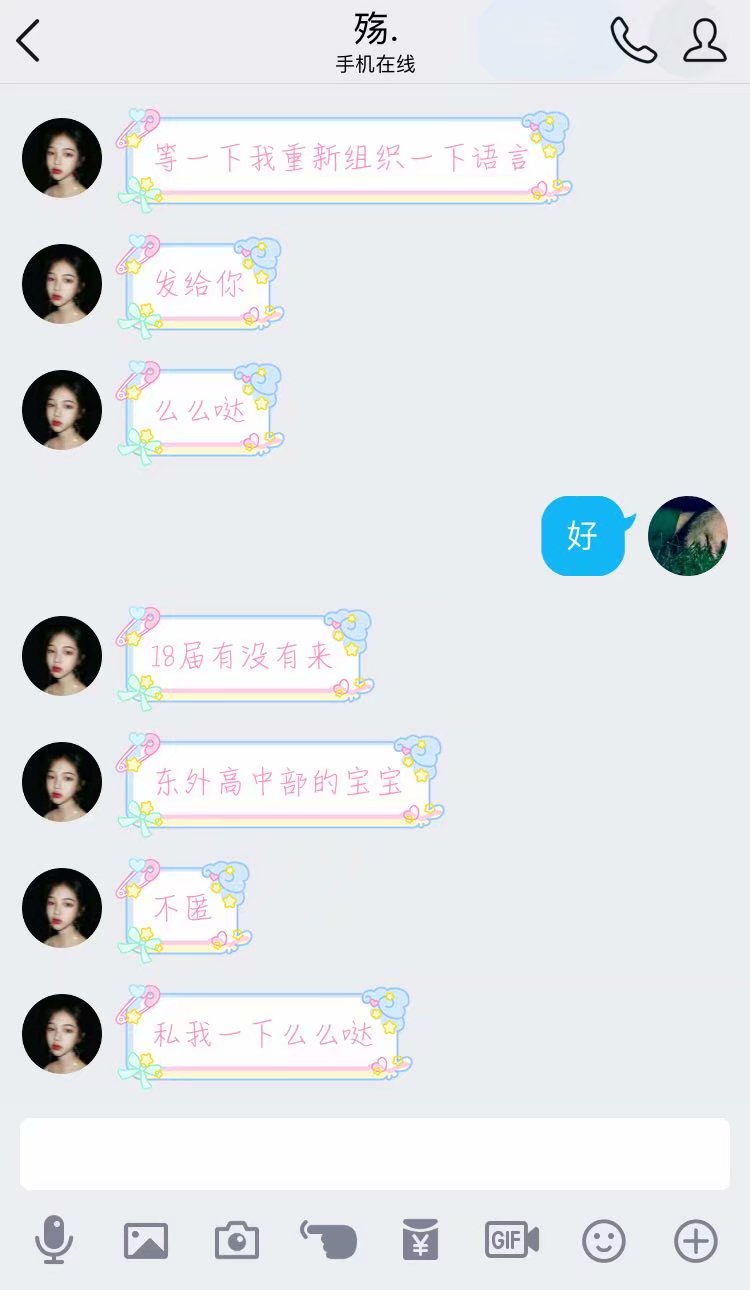 殇.
手机在线
等一下我重新组织一下语言
发给你
么么哒
好
18届有没有来
东外高中部的宝宝
不匿
私我一下么么哒
¥
GIF